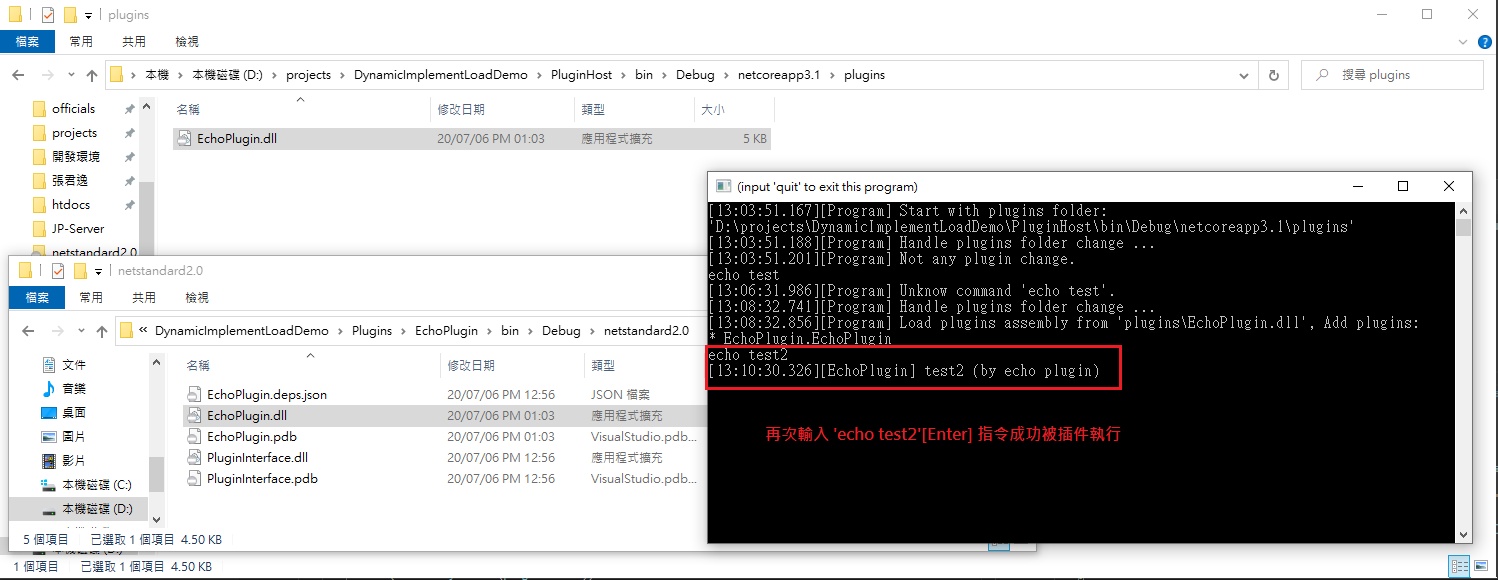 plugins
檔案 常用 共用 檢視
本機 本機磁碟 (D:) projects DynamicImplementLoadDemo PluginHost bin Debug netcoreapp3.1 plugins
搜尋 plugins
officials
projects
開發環境
張君逸
htdocs
JP-Server
netstandard2.0
名稱 修改日期 類型 大小
EchoPlugin.dll 20/07/06 PM 01:03 應用程式擴充 5 KB
netstandard2.0
檔案 常用 共用 檢視
« DynamicImplementLoadDemo Plugins EchoPlugin bin Debug netstandard2.0
文件
音樂
桌面
圖片
影片
本機磁碟 (C:)
本機磁碟 (D:)
名稱 修改日期 類型
EchoPlugin.deps.json 20/07/06 PM 12:56 JSON 檔案
EchoPlugin.dll 20/07/06 PM 01:03 應用程式擴充
EchoPlugin.pdb 20/07/06 PM 01:03 VisualStudio.pdb...
PluginInterface.dll 20/07/06 PM 12:56 應用程式擴充
PluginInterface.pdb 20/07/06 PM 12:56 VisualStudio.pdb...
5 個項目 已選取 1 個項目 4.50 KB
1 個項目 已選取 1 個項目 4.50 KB
(input 'quit' to exit this program)
[13:03:51.167][Program] Start with plugins folder:
'D:\projects\DynamicImplementLoadDemo\PluginHost\bin\Debug\netcoreapp3.1\plugins'
[13:03:51.188][Program] Handle plugins folder change ...
[13:03:51.201][Program] Not any plugin change.
echo test
[13:06:31.986][Program] Unknow command 'echo test'.
[13:08:32.741][Program] Handle plugins folder change ...
[13:08:32.856][Program] Load plugins assembly from 'plugins\EchoPlugin.dll', Add plugins:
* EchoPlugin.EchoPlugin
echo test2
[13:10:30.326][EchoPlugin] test2 (by echo plugin)
再次輸入 'echo test2'[Enter] 指令成功被插件執行